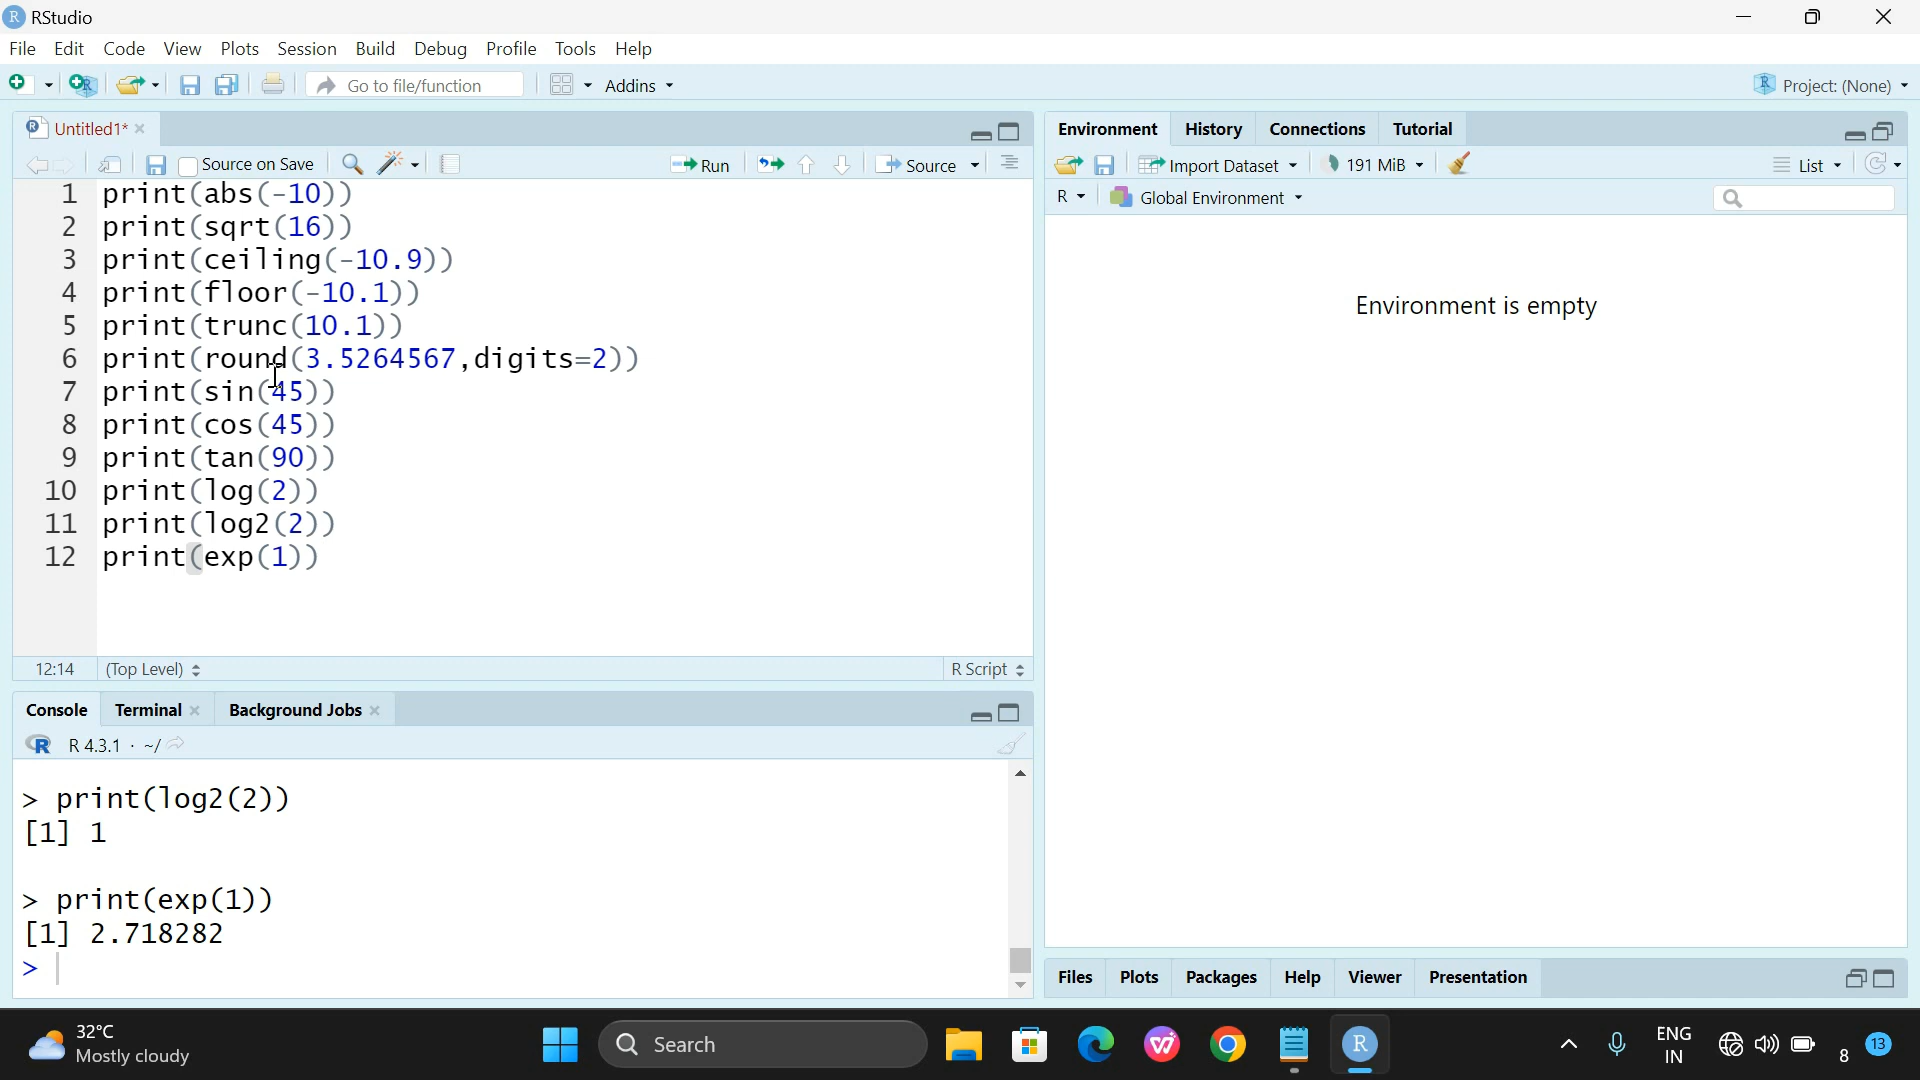 RStudio
File Edit Code View Plots Session Build Debug Profile Tools Help
Go to file/function Addins Project: (None)
Untitled1*
Source on Save Run Source
1 print(abs(-10))
2 print(sqrt(16))
3 print(ceiling(-10.9))
4 print(floor(-10.1))
5 print(trunc(10.1))
6 print(round(3.5264567,digits=2))
7 print(sin(45))
8 print(cos(45))
9 print(tan(90))
10 print(log(2))
11 print(log2(2))
12 print(exp(1))
12:14 (Top Level) R Script
Console Terminal Background Jobs
R R 4.3.1 · ~/
> print(log2(2))
[1] 1
> print(exp(1))
[1] 2.718282
>
Environment History Connections Tutorial
Import Dataset 191 MiB List
R Global Environment
Environment is empty
Files Plots Packages Help Viewer Presentation
32°C
Mostly cloudy
Search
ENG
IN
8 13